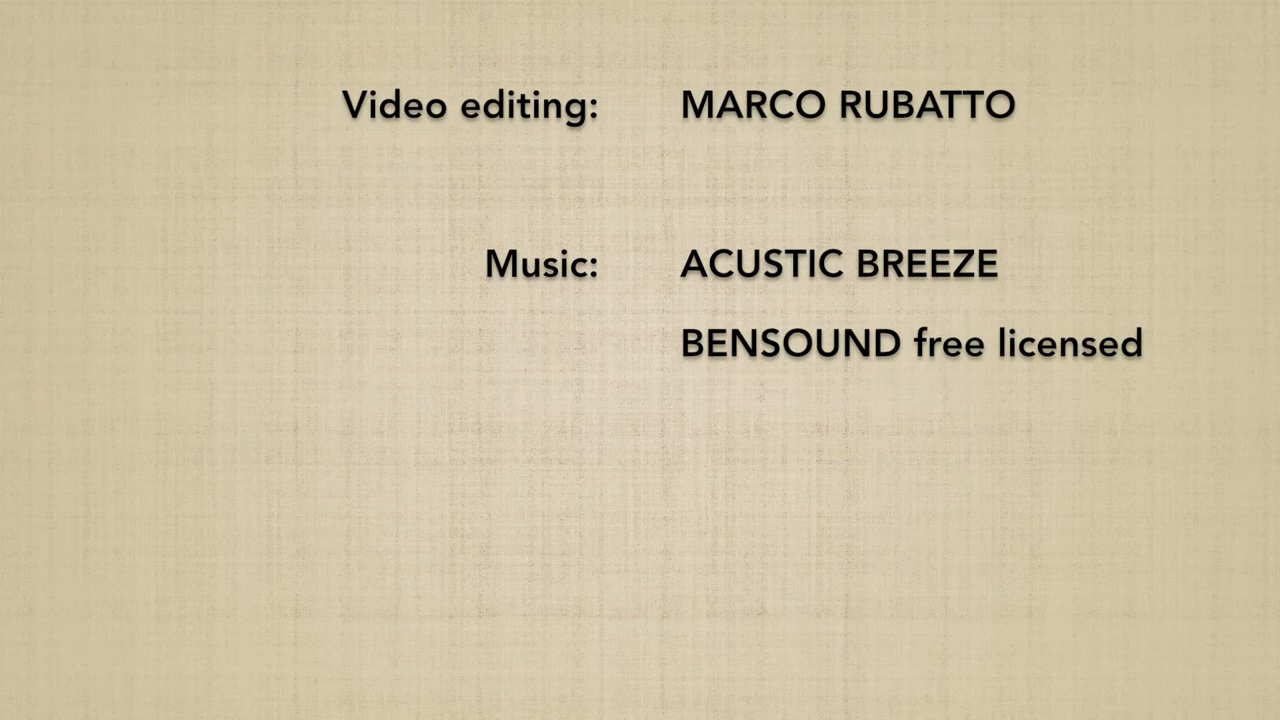 Video editing: MARCO RUBATTO
Music: ACUSTIC BREEZE
BENSOUND free licensed